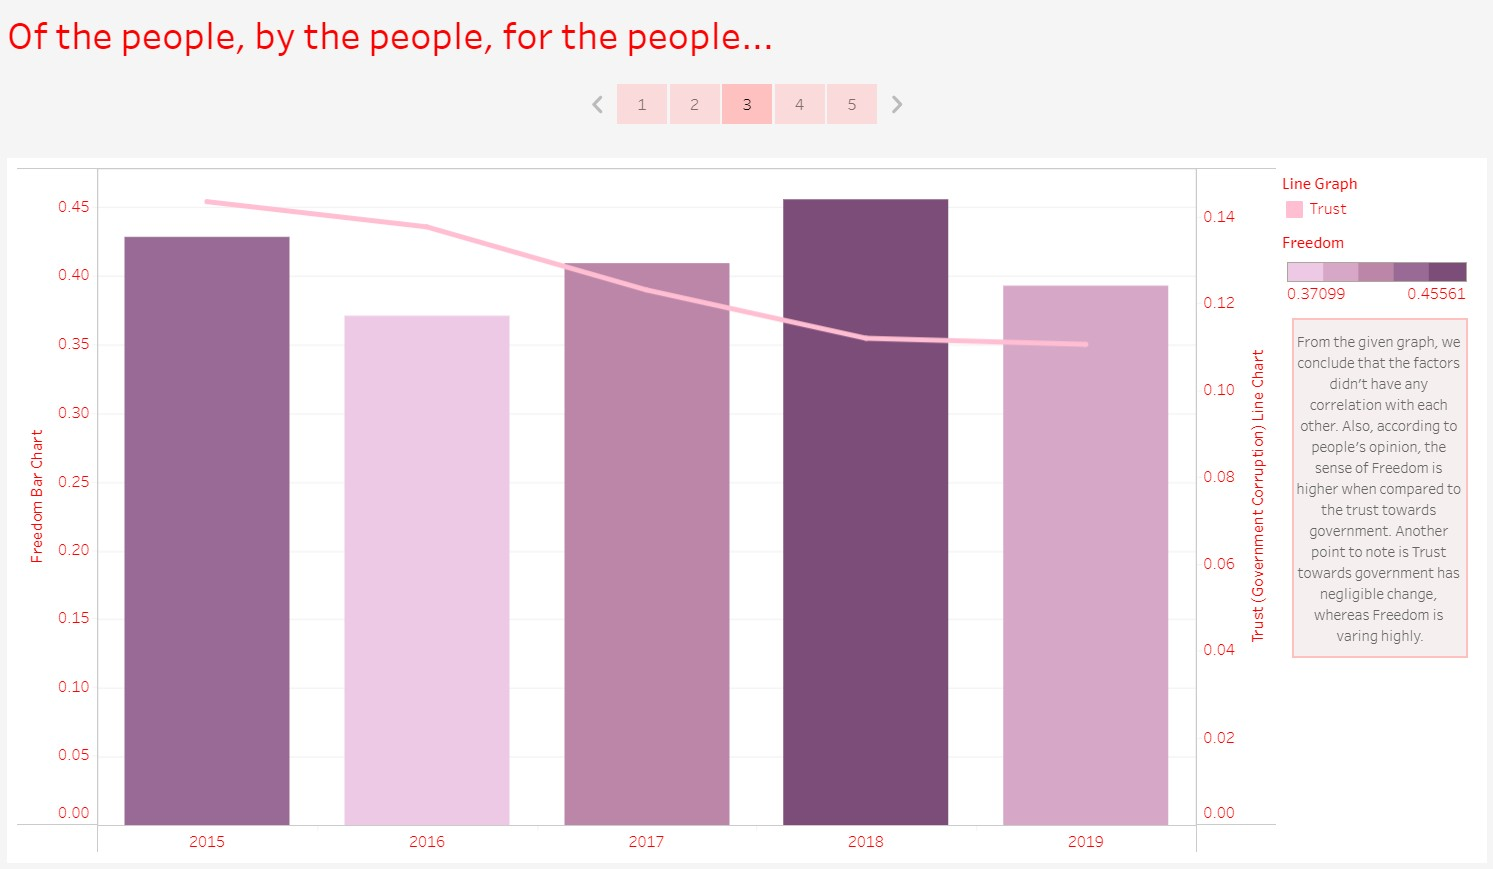 Of the people, by the people, for the people...
1 2 3 4 5
0.45
0.40
0.35
0.30
0.25
0.20
0.15
0.10
0.05
0.00
Freedom Bar Chart
2015 2016 2017 2018 2019
0.14
0.12
0.10
0.08
0.06
0.04
0.02
0.00
Trust (Government Corruption) Line Chart
Line Graph
Trust
Freedom
0.37099 0.45561
From the given graph, we
conclude that the factors
didn't have any
correlation with each
other. Also, according to
people's opinion, the
sense of Freedom is
higher when compared to
the trust towards
government. Another
point to note is Trust
towards government has
negligible change,
whereas Freedom is
varing highly.